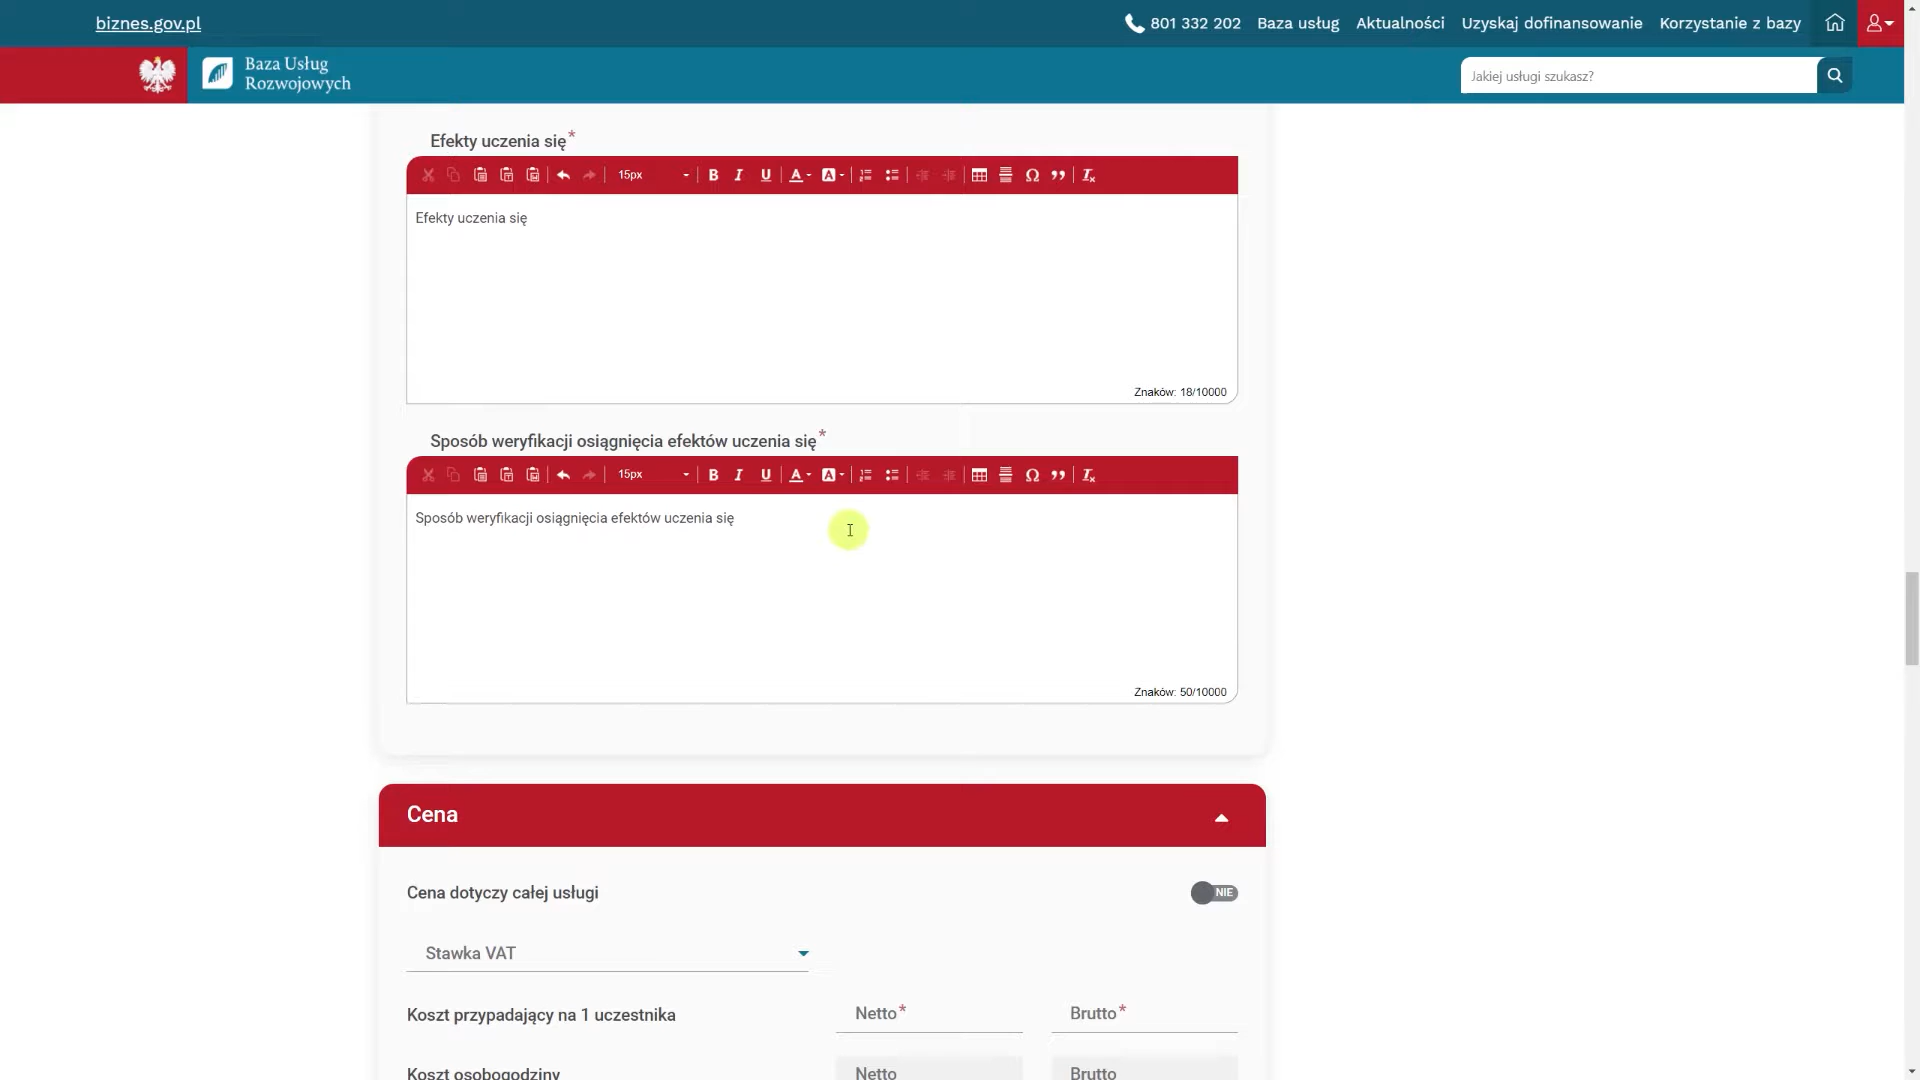 biznes.gov.pl
801 332 202 Baza usług Aktualności Uzyskaj dofinansowanie Korzystanie z bazy
Baza Usług
Rozwojowych
Jakiej usługi szukasz?
Efekty uczenia się*
15px
Efekty uczenia się
Znaków: 18/10000
Sposób weryfikacji osiągnięcia efektów uczenia się*
15px
Sposób weryfikacji osiągnięcia efektów uczenia się
Znaków: 50/10000
Cena
Cena dotyczy całej usługi
NIE
Stawka VAT
Koszt przypadający na 1 uczestnika
Netto*
Brutto*
Koszt osobogodziny
Netto
Brutto